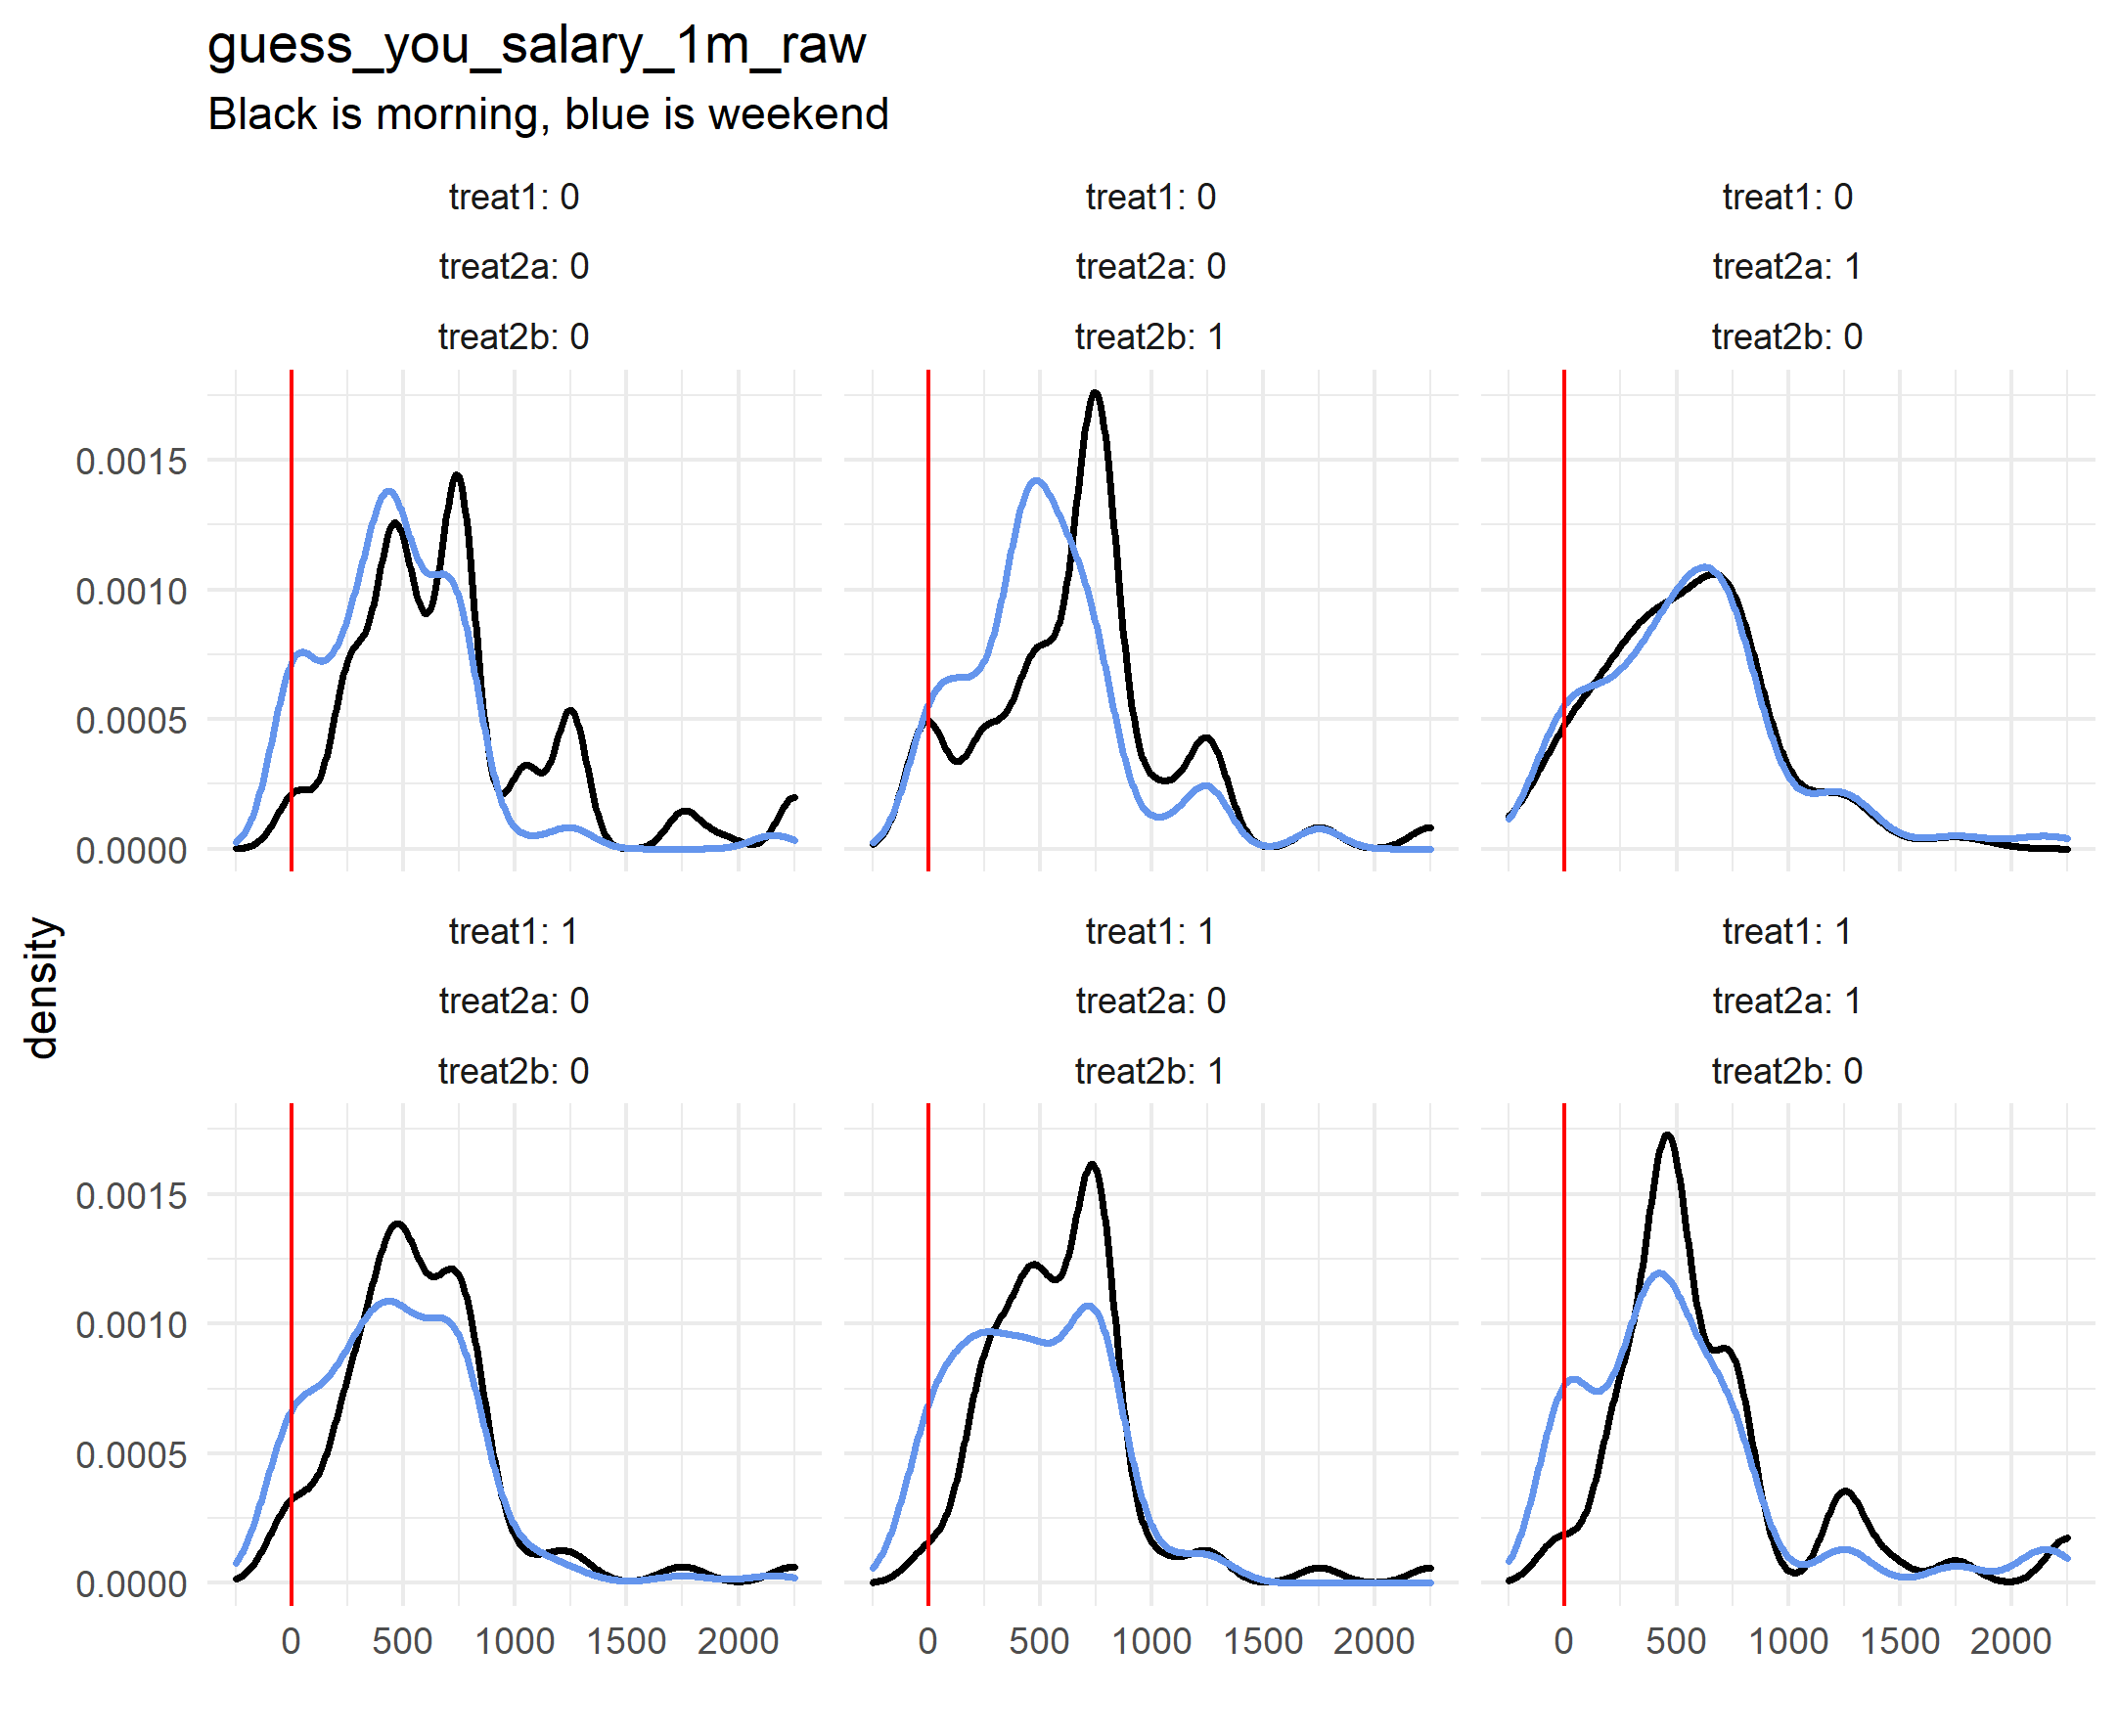 guess_you_salary_1m_raw
Black is morning, blue is weekend
treat1: 0 treat1: 0 treat1: 0
treat2a: 0 treat2a: 0 treat2a: 1
treat2b: 0 treat2b: 1 treat2b: 0
0.0015
0.0010
0.0005
0.0000
density
treat1: 1 treat1: 1 treat1: 1
treat2a: 0 treat2a: 0 treat2a: 1
treat2b: 0 treat2b: 1 treat2b: 0
0.0015
0.0010
0.0005
0.0000
0 500 1000 1500 2000 0 500 1000 1500 2000 0 500 1000 1500 2000